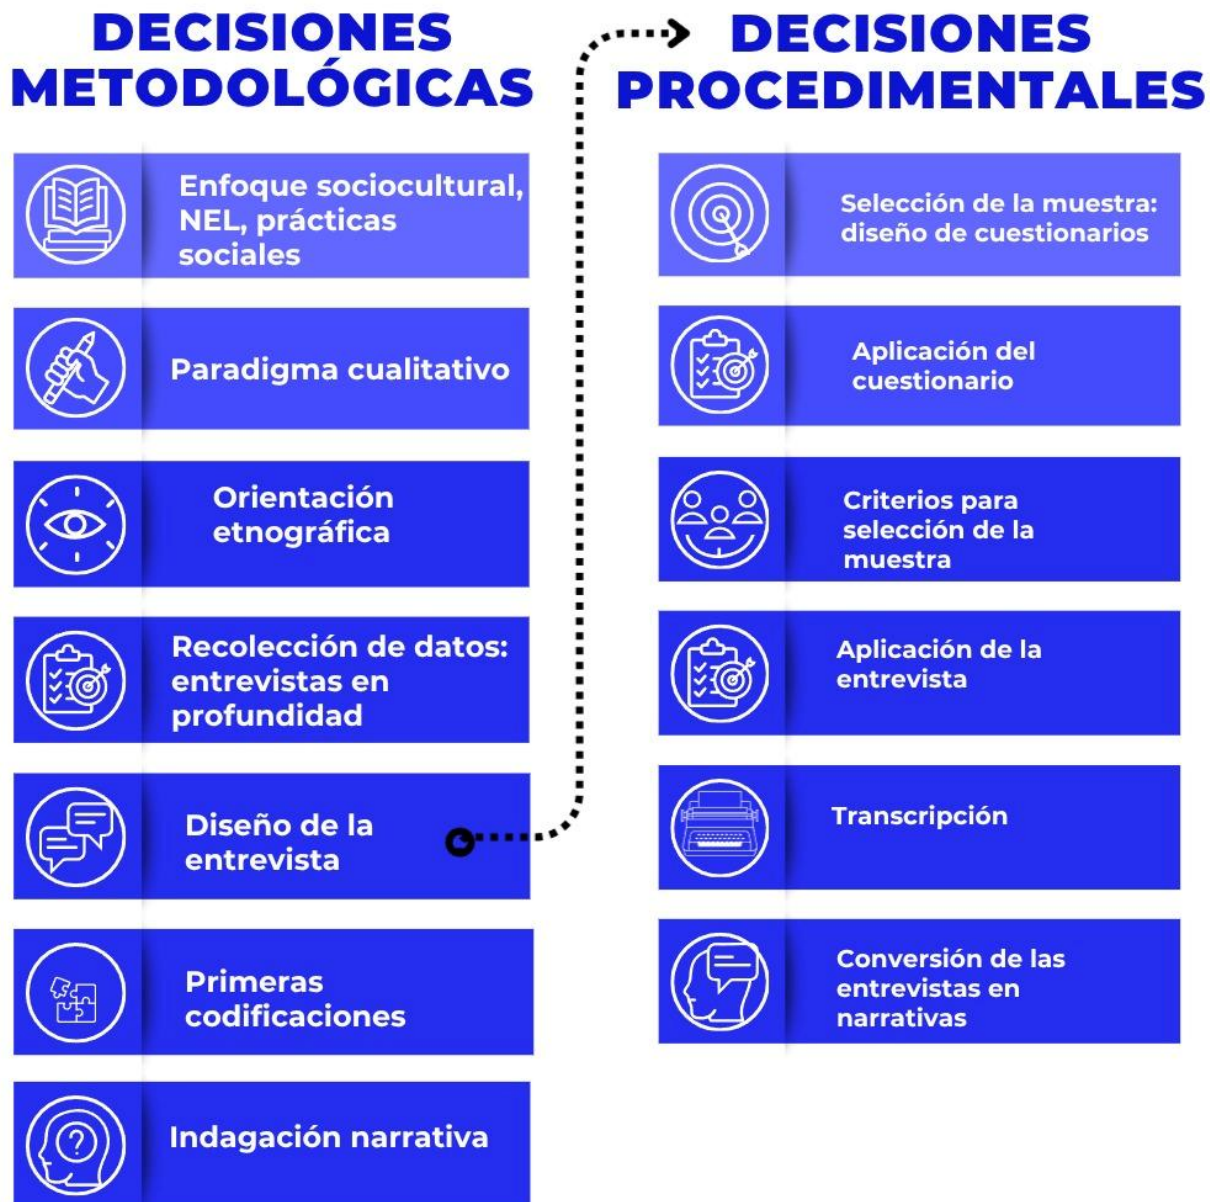 DECISIONES
METODOLÓGICAS
Enfoque sociocultural,
NEL, prácticas
sociales
Paradigma cualitativo
Orientación
etnográfica
Recolección de datos:
entrevistas en
profundidad
Diseño de la
entrevista
Primeras
codificaciones
?
Indagación narrativa
DECISIONES
PROCEDIMENTALES
Selección de la muestra:
diseño de cuestionarios
Aplicación del
cuestionario
Criterios para
selección de la
muestra
Aplicación de la
entrevista
Transcripción
Conversión de las
entrevistas en
narrativas